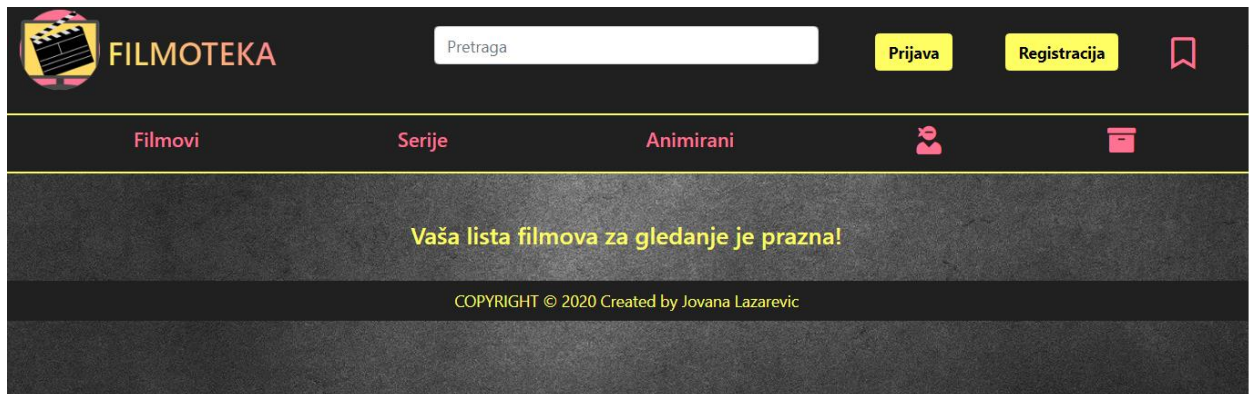 FILMOTEKA
Pretraga
Prijava
Registracija
Filmovi
Serije
Animirani
Vaša lista filmova za gledanje je prazna!
COPYRIGHT © 2020 Created by Jovana Lazarevic